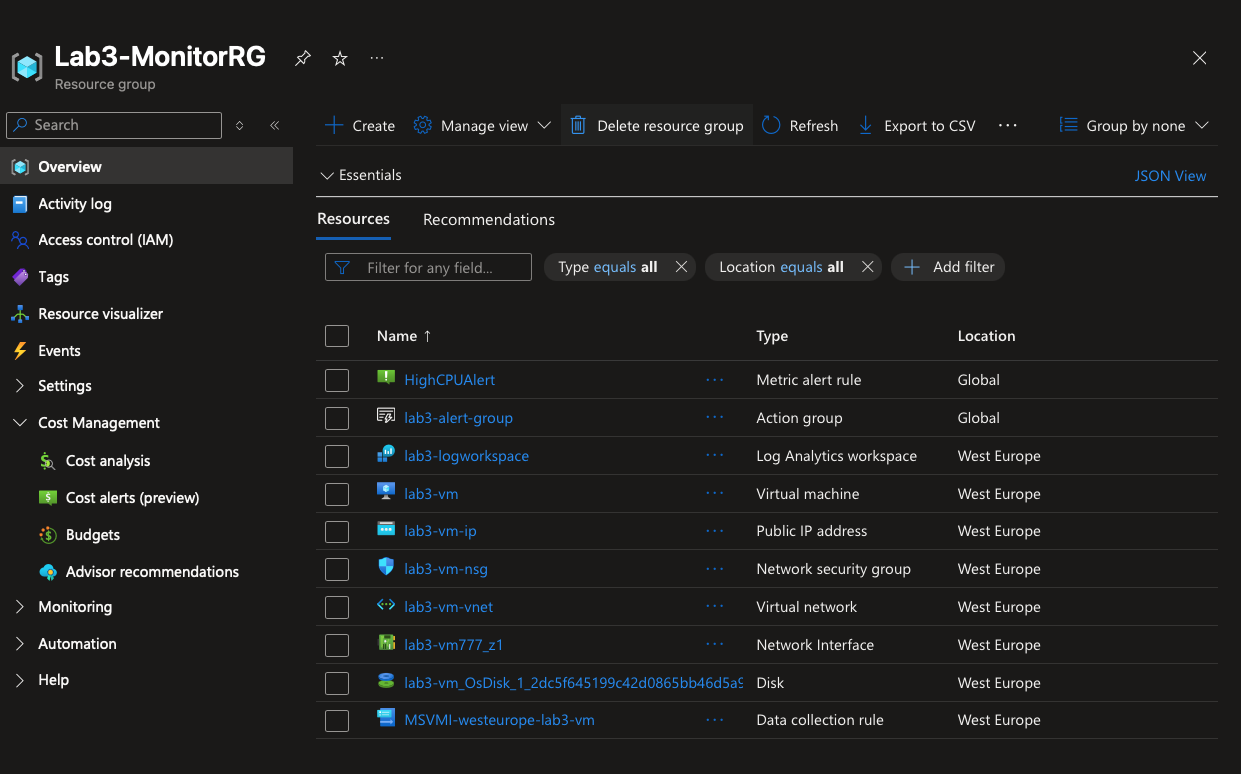 Lab3-MonitorRG
Resource group
Search
Overview
Activity log
Access control (IAM)
Tags
Resource visualizer
Events
Settings
Cost Management
Cost analysis
Cost alerts (preview)
Budgets
Advisor recommendations
Monitoring
Automation
Help
Create Manage view Delete resource group Refresh Export to CSV Group by none
Essentials JSON View
Resources Recommendations
Filter for any field... Type equals all Location equals all Add filter
Name ↑ Type Location
HighCPUAlert Metric alert rule Global
lab3-alert-group Action group Global
lab3-logworkspace Log Analytics workspace West Europe
lab3-vm Virtual machine West Europe
lab3-vm-ip Public IP address West Europe
lab3-vm-nsg Network security group West Europe
lab3-vm-vnet Virtual network West Europe
lab3-vm777_z1 Network Interface West Europe
lab3-vm_OsDisk_1_2dc5f645199c42d0865bb46d5a9 Disk West Europe
MSVMI-westeurope-lab3-vm Data collection rule West Europe